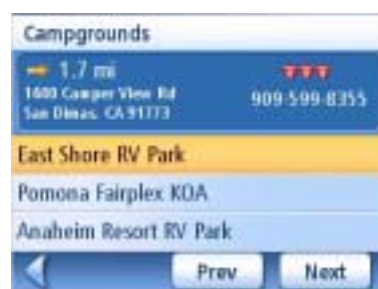 Campgrounds
1.7 mi
1440 Camper View Rd
909-599-8355
San Dimas, CA 91773
East Shore RV Park
Pomona Fairplex KOA
Anaheim Resort RV Park
Prev
Next